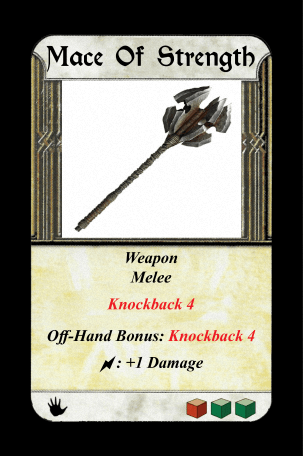 Mace Of Strength
Weapon
Melee
Knockback 4
Off-Hand Bonus: Knockback 4
: +1 Damage